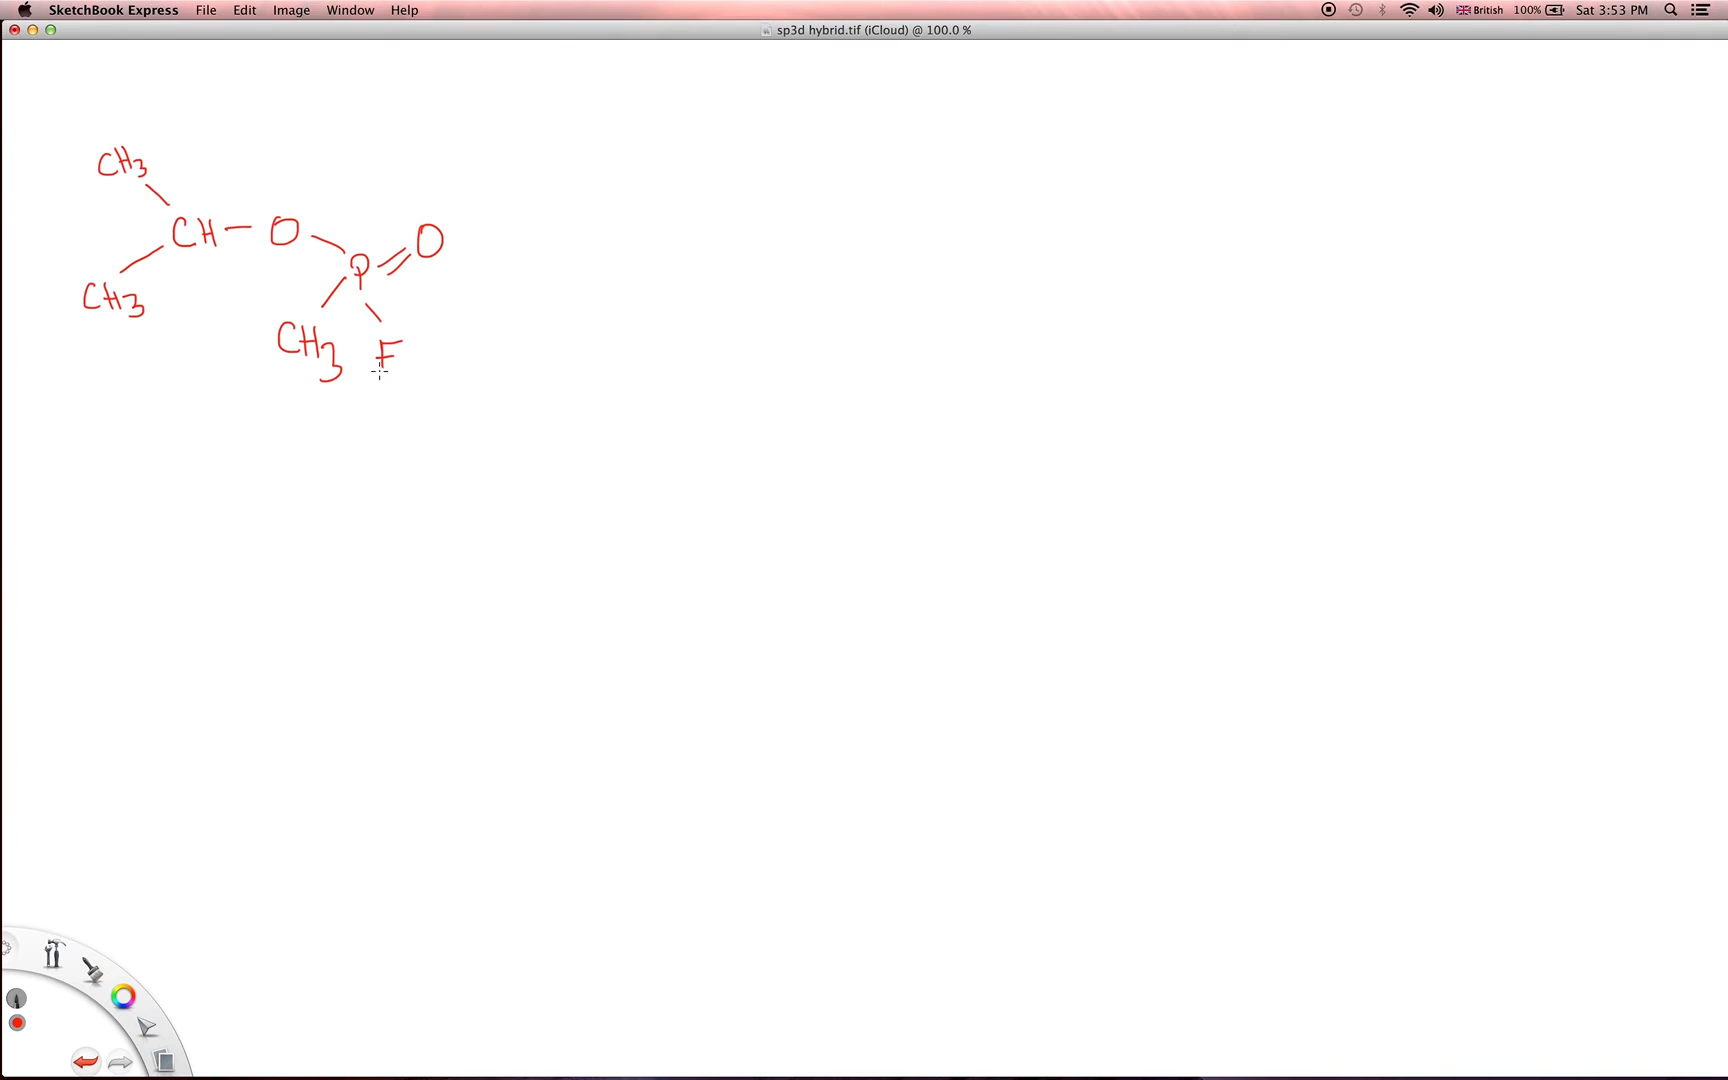 SketchBook Express File Edit Image Window Help British 100% Sat 3:53 PM
sp3d hybrid.tif (iCloud) @ 100.0 %
CH3
CH O O
P
CH3
CH3 F